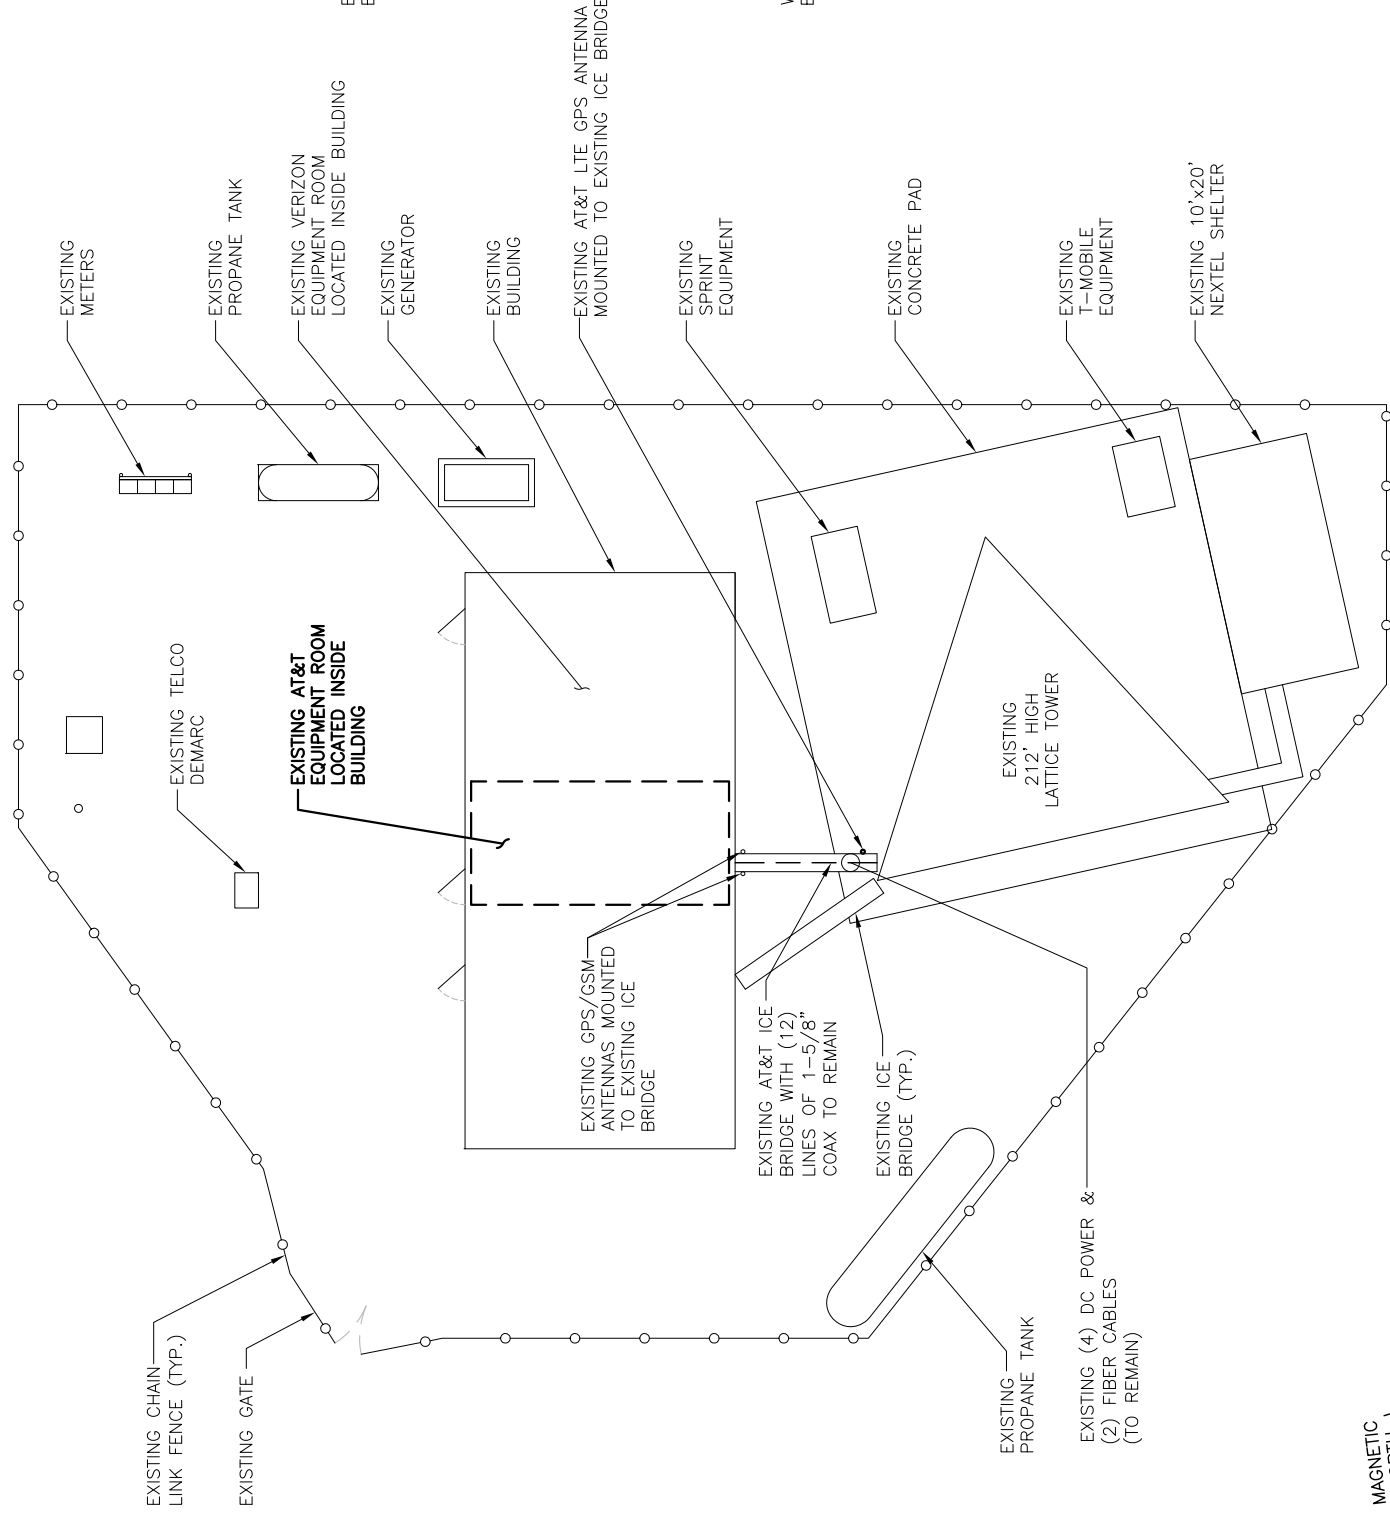 EXISTING
METERS
EXISTING
PROPANE TANK
EXISTING VERIZON
EQUIPMENT ROOM
LOCATED INSIDE BUILDING
EXISTING
GENERATOR
EXISTING
BUILDING
EXISTING AT&T LTE GPS ANTENNA
MOUNTED TO EXISTING ICE BRIDGE
EXISTING
SPRINT
EQUIPMENT
EXISTING
CONCRETE PAD
EXISTING
T-MOBILE
EQUIPMENT
EXISTING 10'x20'
NEXTEL SHELTER
EXISTING TELCO
DEMARC
EXISTING AT&T
EQUIPMENT ROOM
LOCATED INSIDE
BUILDING
EXISTING
212' HIGH
LATTICE TOWER
EXISTING GPS/GSM
ANTENNAS MOUNTED
TO EXISTING ICE
BRIDGE
EXISTING AT&T ICE
BRIDGE WITH (12)
LINES OF 1-5/8"
COAX TO REMAIN
EXISTING ICE
BRIDGE (TYP.)
EXISTING CHAIN
LINK FENCE (TYP.)
EXISTING GATE
EXISTING
PROPANE TANK
EXISTING (4) DC POWER &
(2) FIBER CABLES
(TO REMAIN)
MAGNETIC